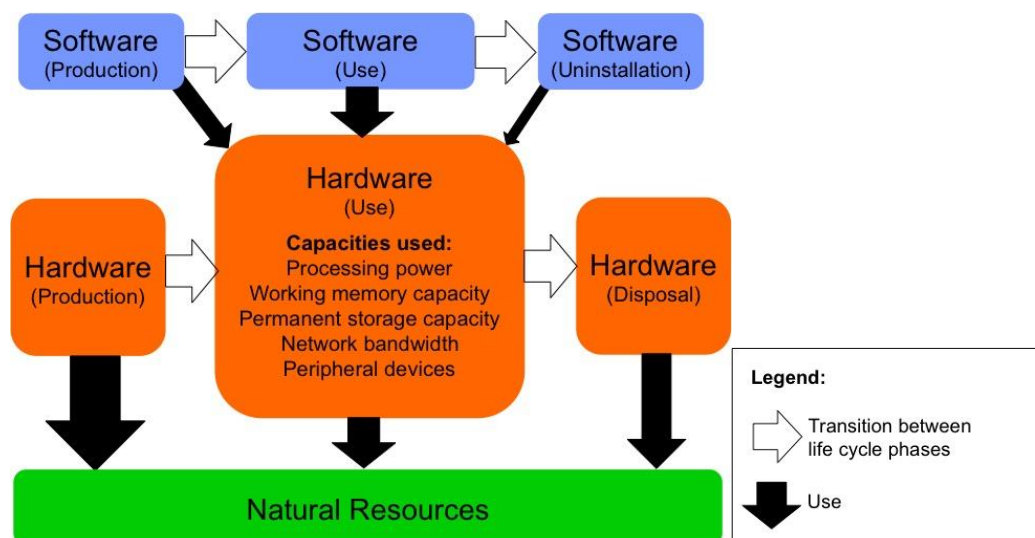 Software
(Production)
Software
(Use)
Software
(Uninstallation)
Hardware
(Use)
Capacities used:
Processing power
Working memory capacity
Permanent storage capacity
Network bandwidth
Peripheral devices
Hardware
(Production)
Hardware
(Disposal)
Natural Resources
Legend:
Transition between
life cycle phases
Use